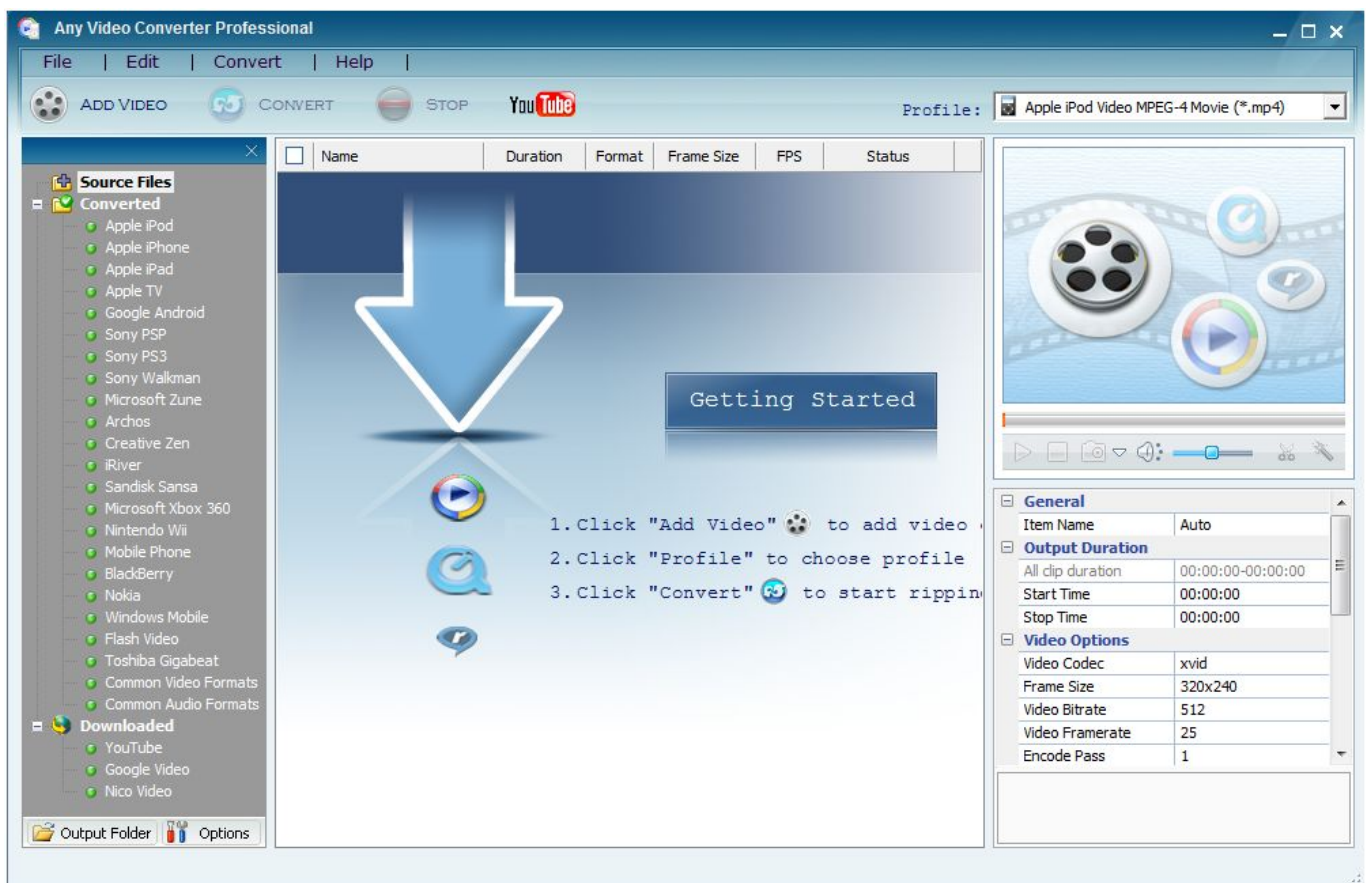 Any Video Converter Professional
File | Edit | Convert | Help |
ADD VIDEO CONVERT STOP YouTube Profile: Apple iPod Video MPEG-4 Movie (*.mp4)
Source Files
Converted
Apple iPod
Apple iPhone
Apple iPad
Apple TV
Google Android
Sony PSP
Sony PS3
Sony Walkman
Microsoft Zune
Archos
Creative Zen
iRiver
Sandisk Sansa
Microsoft Xbox 360
Nintendo Wii
Mobile Phone
BlackBerry
Nokia
Windows Mobile
Flash Video
Toshiba Gigabeat
Common Video Formats
Common Audio Formats
Downloaded
YouTube
Google Video
Nico Video
Output Folder Options
Name Duration Format Frame Size FPS Status
Getting Started
1.Click "Add Video" to add video
2.Click "Profile" to choose profile
3.Click "Convert" to start rippin
General
Item Name Auto
Output Duration
All clip duration 00:00:00-00:00:00
Start Time 00:00:00
Stop Time 00:00:00
Video Options
Video Codec xvid
Frame Size 320x240
Video Bitrate 512
Video Framerate 25
Encode Pass 1